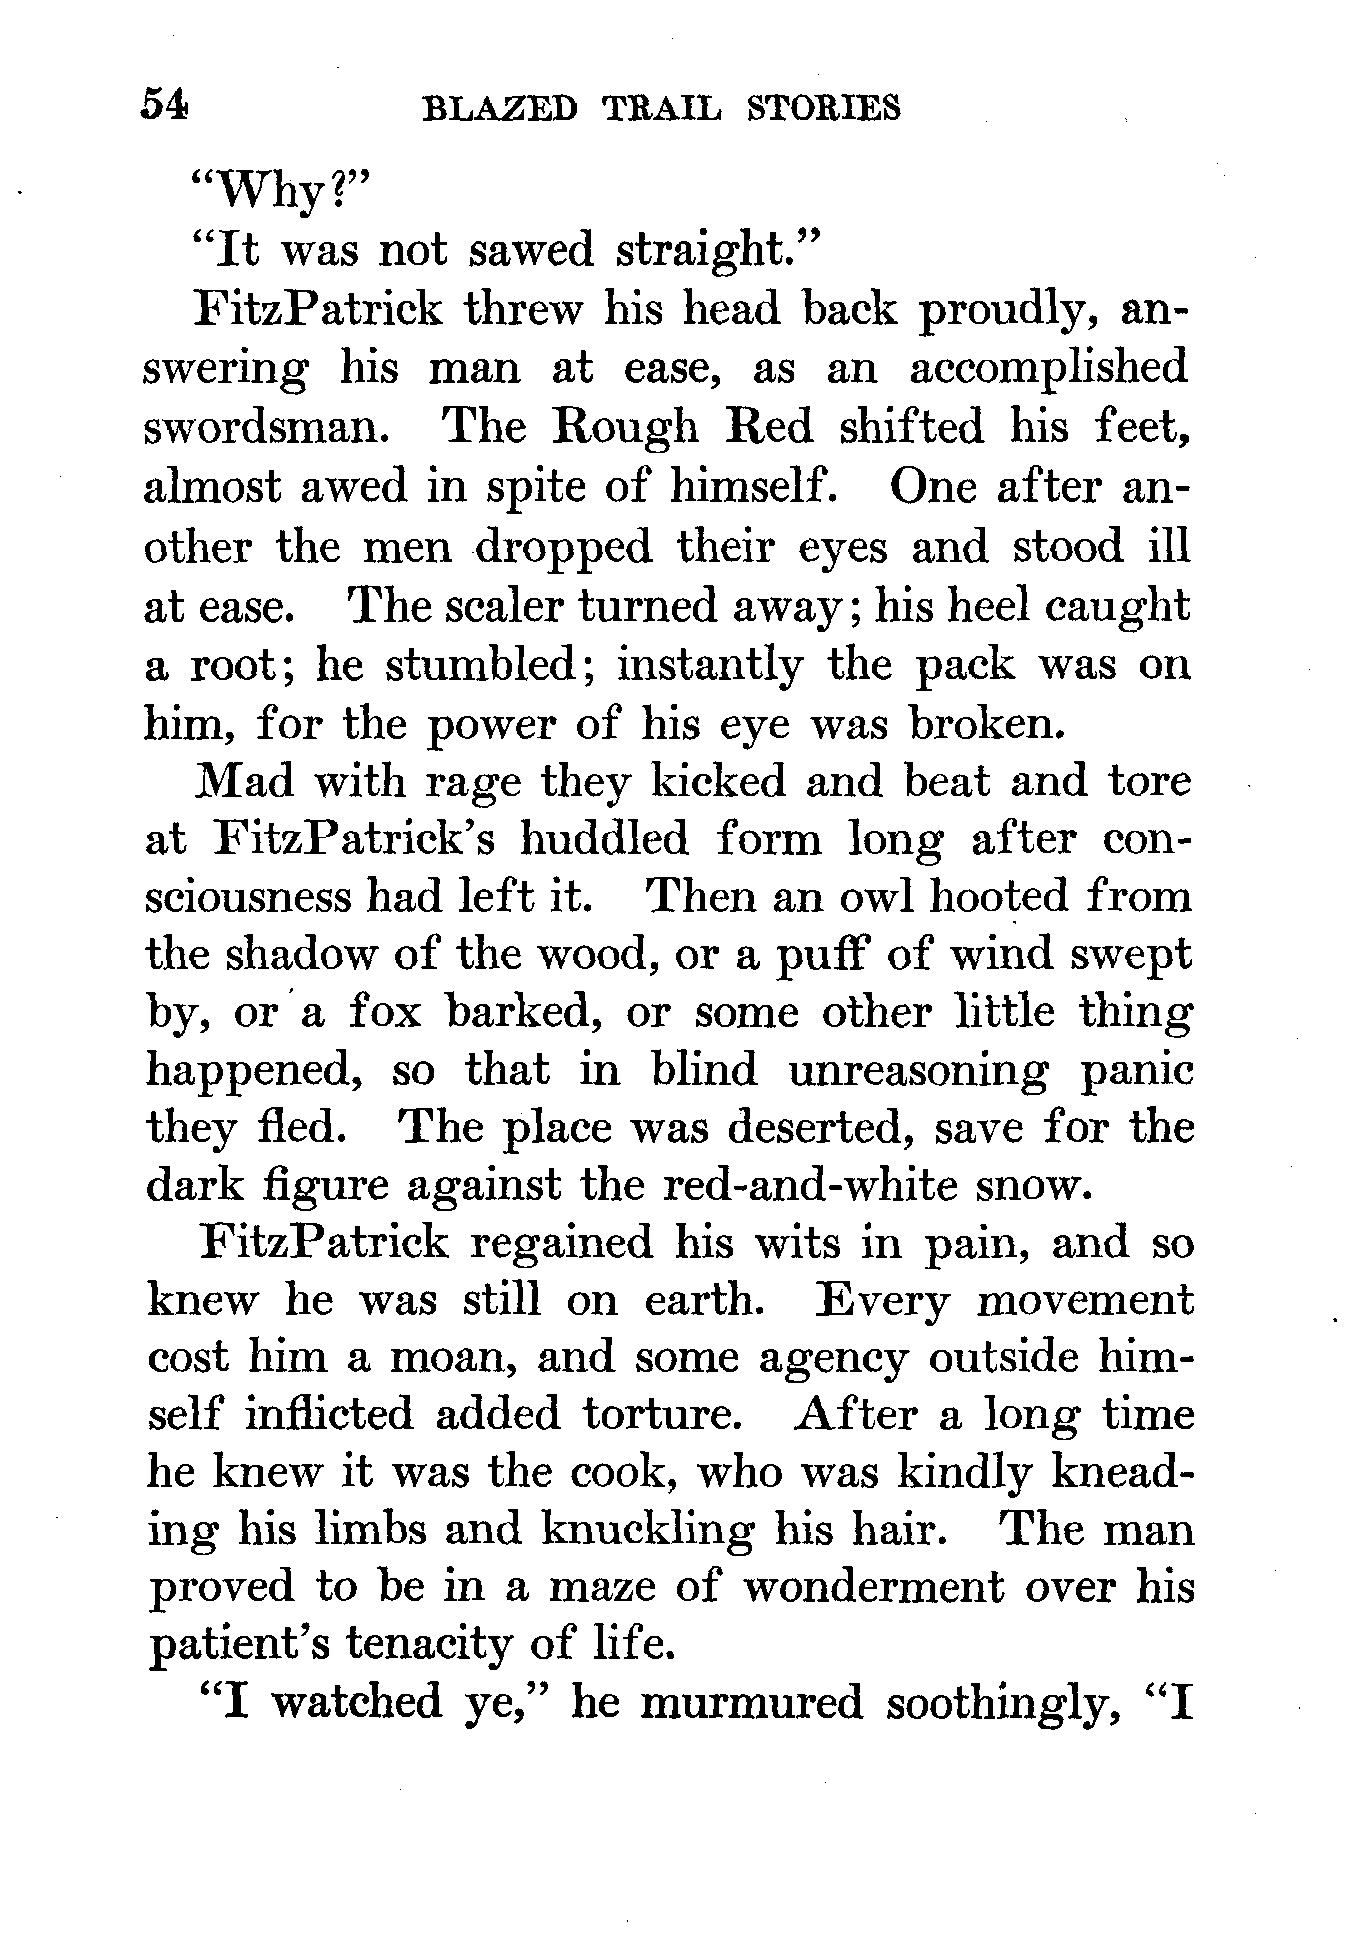 54 BLAZED TRAIL STORIES
“Why?”
“It was not sawed straight.”
FitzPatrick threw his head back proudly, an-
swering his man at ease, as an accomplished
swordsman. The Rough Red shifted his feet,
almost awed in spite of himself. One after an-
other the men dropped their eyes and stood ill
at ease. The scaler turned away; his heel caught
a root; he stumbled; instantly the pack was on
him, for the power of his eye was broken.
Mad with rage they kicked and beat and tore
at FitzPatrick’s huddled form long after con-
sciousness had left it. Then an owl hooted from
the shadow of the wood, or a puff of wind swept
by, or a fox barked, or some other little thing
happened, so that in blind unreasoning panic
they fled. The place was deserted, save for the
dark figure against the red-and-white snow.
FitzPatrick regained his wits in pain, and so
knew he was still on earth. Every movement
cost him a moan, and some agency outside him-
self inflicted added torture. After a long time
he knew it was the cook, who was kindly knead-
ing his limbs and knuckling his hair. The man
proved to be in a maze of wonderment over his
patient’s tenacity of life.
“I watched ye,” he murmured soothingly, “I